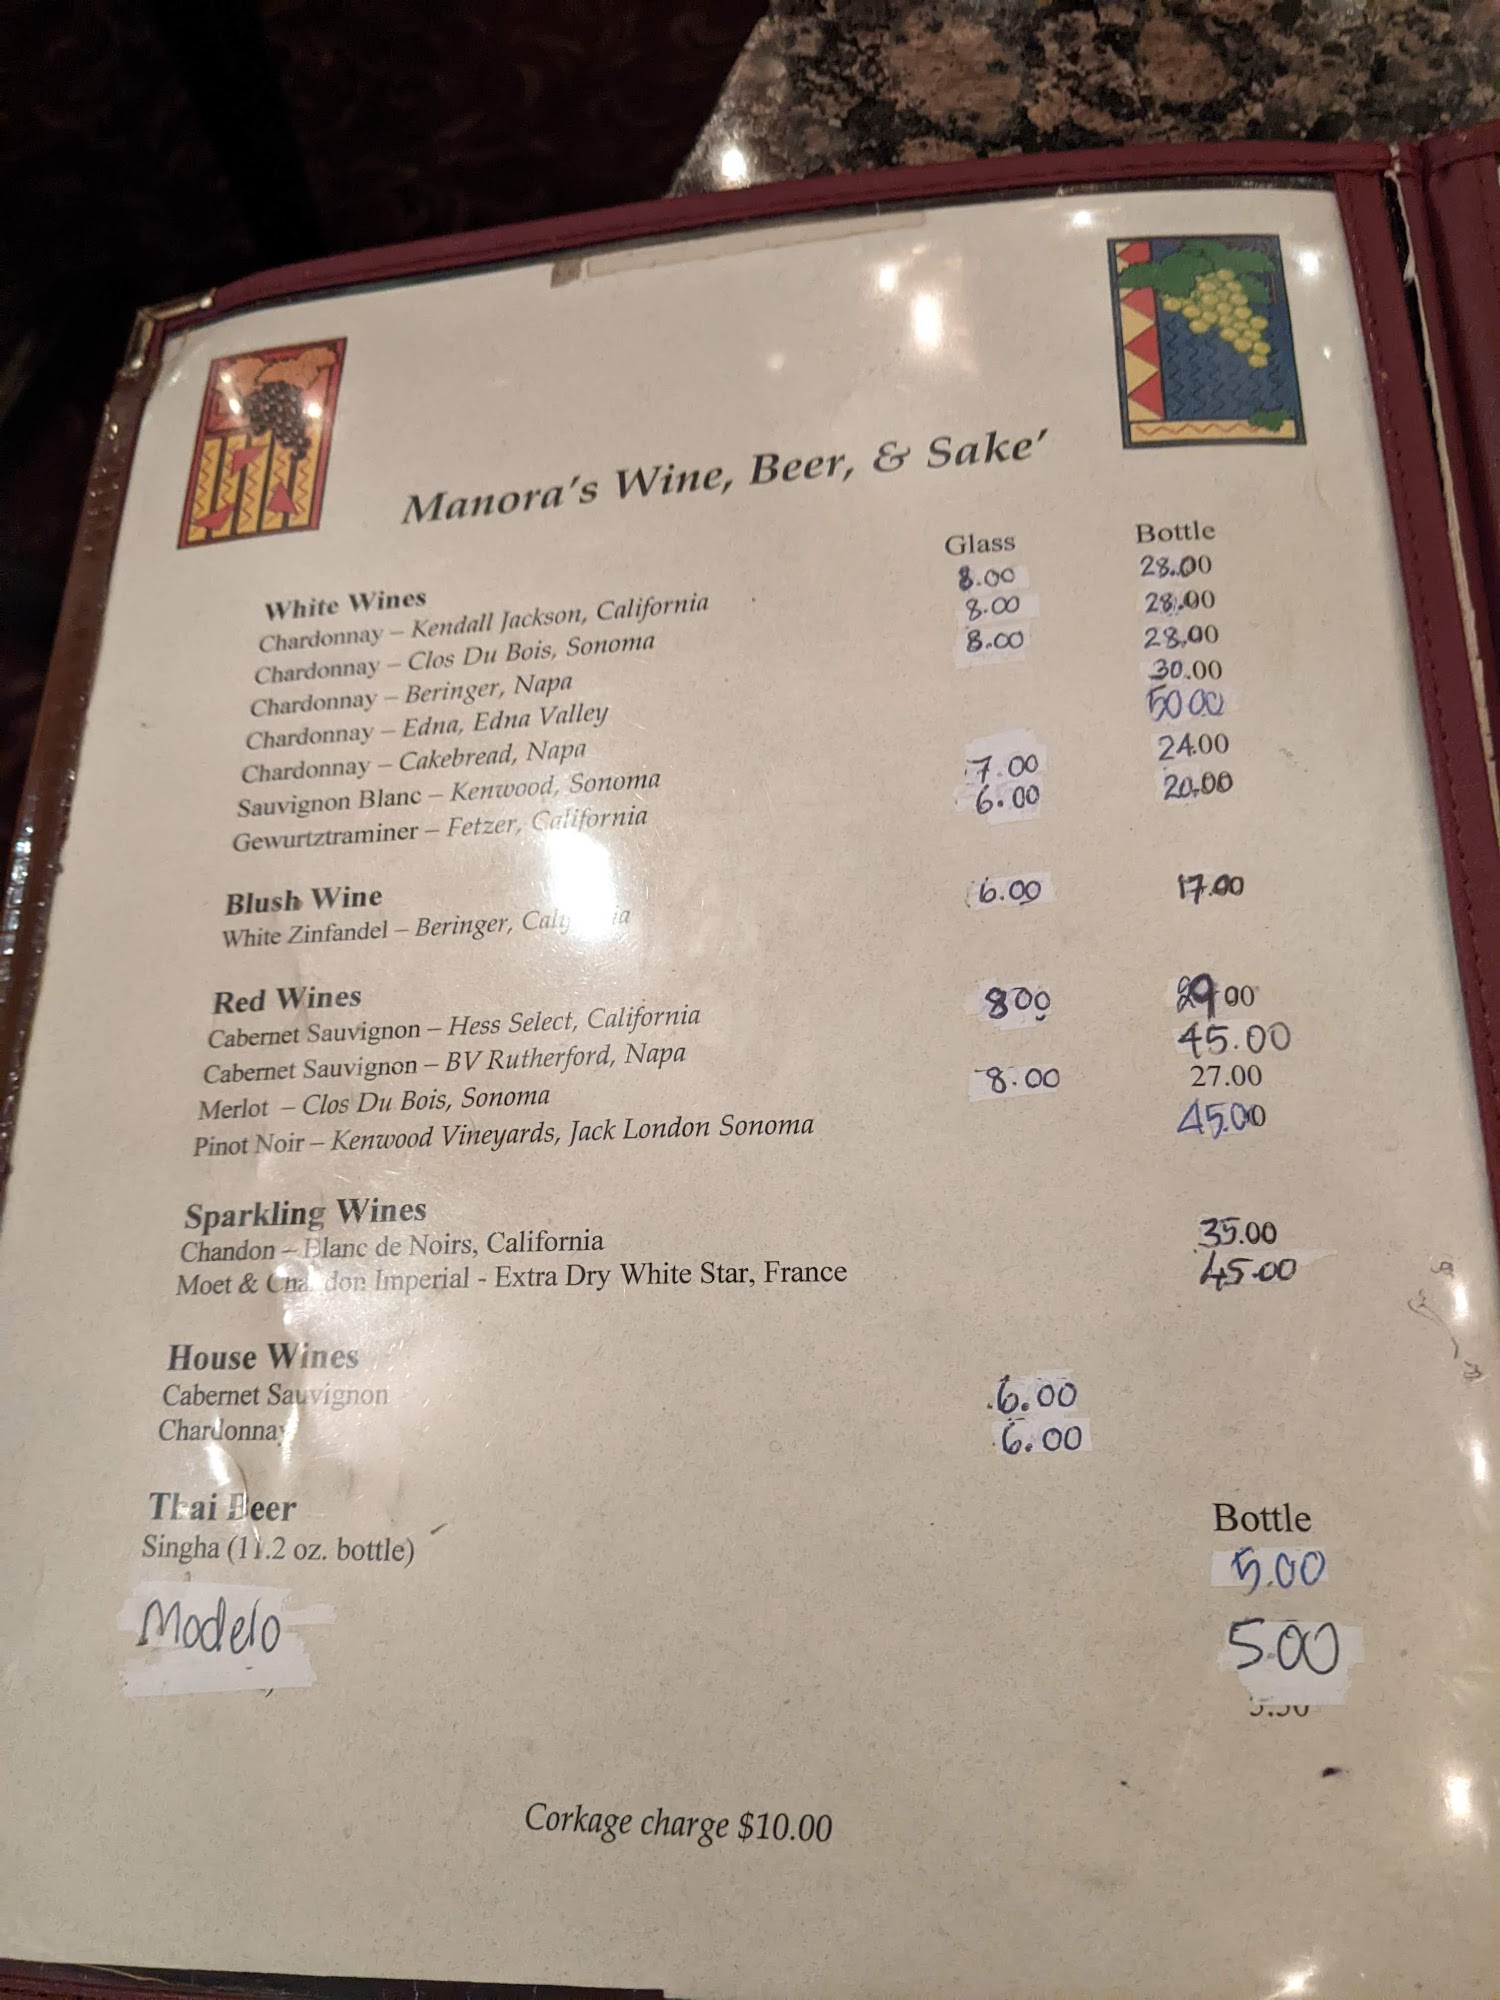 Manora's Wine, Beer, & Sake'
Glass Bottle
White Wines
Chardonnay – Kendall Jackson, California 8.00 28.00
Chardonnay – Clos Du Bois, Sonoma 8.00 28.00
Chardonnay – Beringer, Napa 8.00 28.00
Chardonnay – Edna, Edna Valley 30.00
Chardonnay – Cakebread, Napa 50.00
Sauvignon Blanc – Kenwood, Sonoma 7.00 24.00
Gewurtztraminer – Fetzer, California 6.00 20.00
Blush Wine
White Zinfandel – Beringer, California 6.00 17.00
Red Wines
Cabernet Sauvignon – Hess Select, California 800 29.00
Cabernet Sauvignon – BV Rutherford, Napa 45.00
Merlot – Clos Du Bois, Sonoma 8.00 27.00
Pinot Noir – Kenwood Vineyards, Jack London Sonoma 45.00
Sparkling Wines
Chandon – Blanc de Noirs, California 35.00
Moet & Chandon Imperial - Extra Dry White Star, France 45.00
House Wines
Cabernet Sauvignon 6.00
Chardonnay 6.00
Thai Beer Bottle
Singha (11.2 oz. bottle) 5.00
Modelo 5.00
Corkage charge $10.00